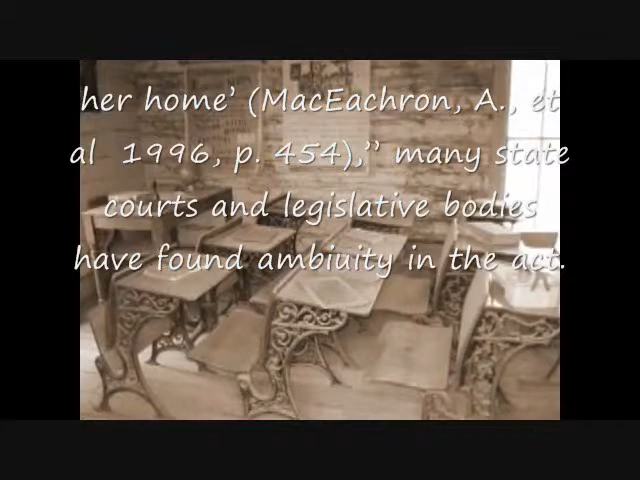 her home' (MacEachron, A., et
al 1996, p. 454)," many state
courts and legislative bodies
have found ambiuity in the act.